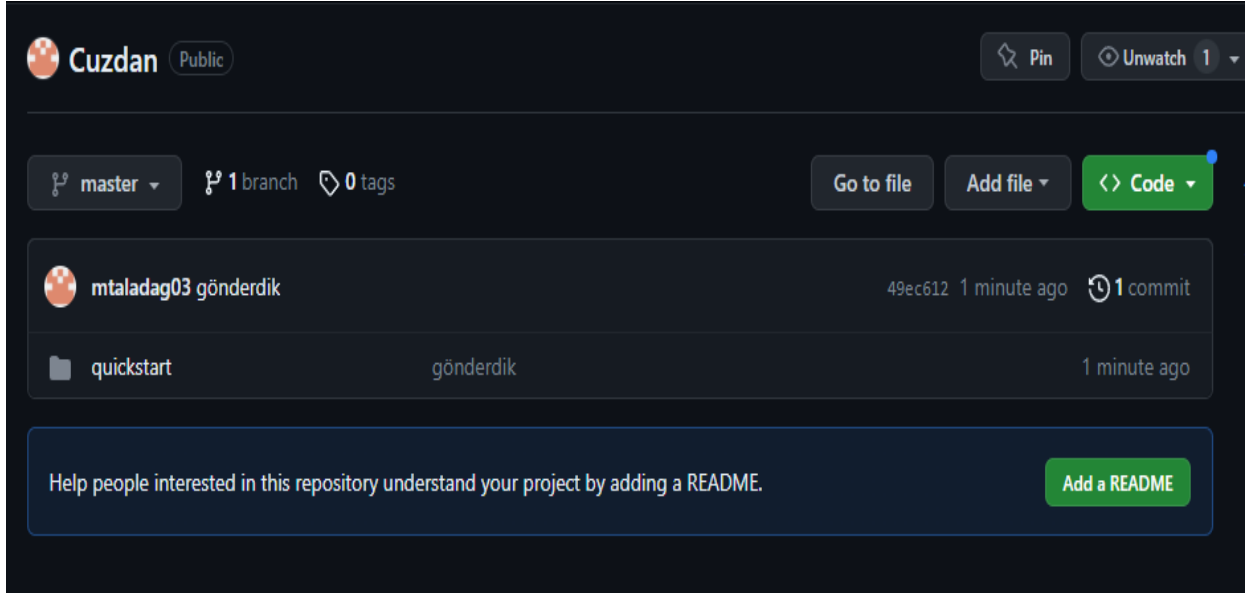 Cuzdan Public Pin Unwatch 1
master 1 branch 0 tags Go to file Add file Code
mtaladag03 gönderdik 49ec612 1 minute ago 1 commit
quickstart gönderdik 1 minute ago
Help people interested in this repository understand your project by adding a README. Add a README